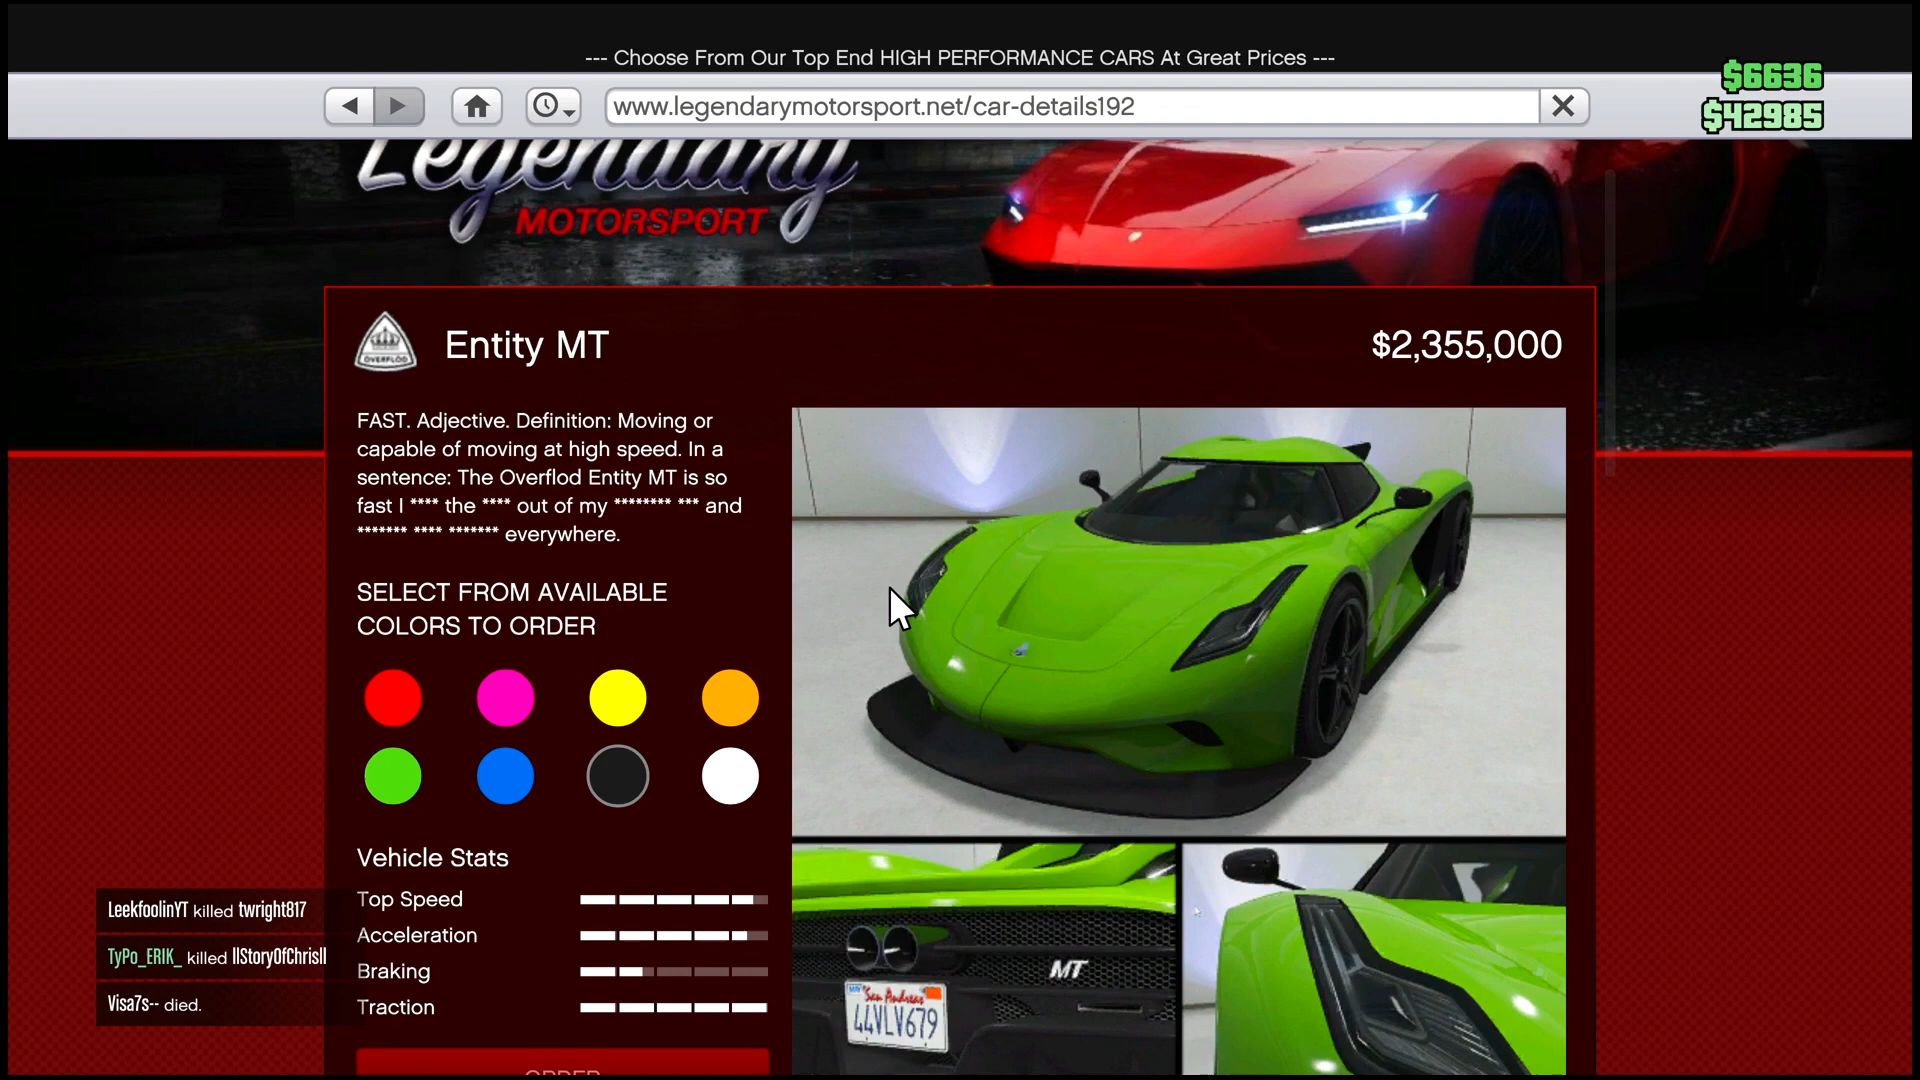 --- Choose From Our Top End HIGH PERFORMANCE CARS At Great Prices ---
$6636
www.legendarymotorsport.net/car-details192
$42985
Legendary
MOTORSPORT
OVERFLOD
Entity MT
$2,355,000
FAST. Adjective. Definition: Moving or
capable of moving at high speed. In a
sentence: The Overflod Entity MT is so
fast I **** the **** out of my ******** *** and
******* **** ******* everywhere.
SELECT FROM AVAILABLE
COLORS TO ORDER
Vehicle Stats
Top Speed
Acceleration
Braking
Traction
ORDER
LeekfoolinYT killed twright817
TyPo_ERIK_ killed llStoryOfChrisll
Visa7s-- died.
MT
San Andreas
44VLV679